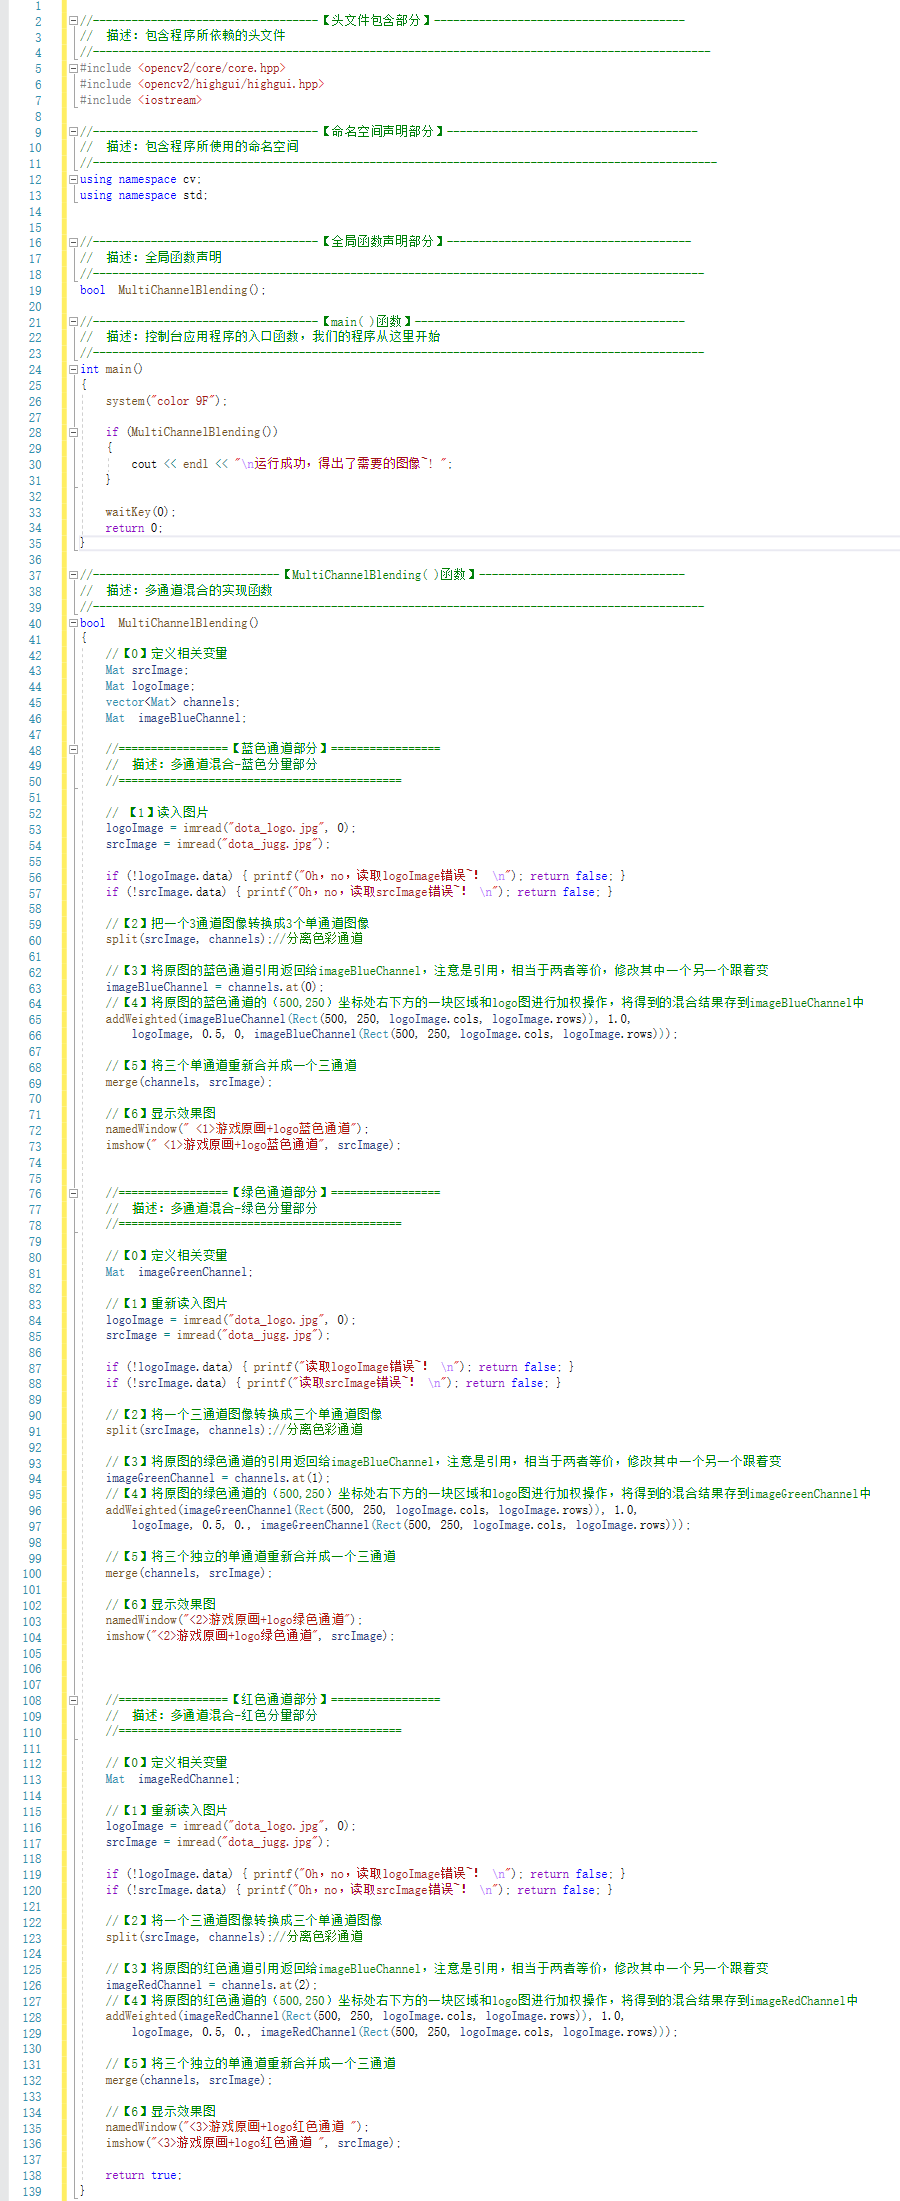 1
2 //-----------------------------------【头文件包含部分】---------------------------------------
3 //  描述：包含程序所依赖的头文件
4 //------------------------------------------------------------------------------------------------
5 #include <opencv2/core/core.hpp>
6 #include <opencv2/highgui/highgui.hpp>
7 #include <iostream>
8
9 //-----------------------------------【命名空间声明部分】---------------------------------------
10 //  描述：包含程序所使用的命名空间
11 //-------------------------------------------------------------------------------------------------
12 using namespace cv;
13 using namespace std;
14
15
16 //-----------------------------------【全局函数声明部分】--------------------------------------
17 //  描述：全局函数声明
18 //-----------------------------------------------------------------------------------------------
19 bool  MultiChannelBlending();
20
21 //-----------------------------------【main( )函数】------------------------------------------
22 //  描述：控制台应用程序的入口函数，我们的程序从这里开始
23 //-----------------------------------------------------------------------------------------------
24 int main()
25 {
26     system("color 9F");
27
28     if (MultiChannelBlending())
29     {
30         cout << endl << "\n运行成功，得出了需要的图像~! ";
31     }
32
33     waitKey(0);
34     return 0;
35 }
36
37 //-----------------------------【MultiChannelBlending( )函数】--------------------------------
38 //  描述：多通道混合的实现函数
39 //-----------------------------------------------------------------------------------------------
40 bool  MultiChannelBlending()
41 {
42     //【0】定义相关变量
43     Mat srcImage;
44     Mat logoImage;
45     vector<Mat> channels;
46     Mat  imageBlueChannel;
47
48     //=================【蓝色通道部分】=================
49     //  描述：多通道混合-蓝色分量部分
50     //============================================
51
52     // 【1】读入图片
53     logoImage = imread("dota_logo.jpg", 0);
54     srcImage = imread("dota_jugg.jpg");
55
56     if (!logoImage.data) { printf("Oh，no，读取logoImage错误~！ \n"); return false; }
57     if (!srcImage.data) { printf("Oh，no，读取srcImage错误~！ \n"); return false; }
58
59     //【2】把一个3通道图像转换成3个单通道图像
60     split(srcImage, channels);//分离色彩通道
61
62     //【3】将原图的蓝色通道引用返回给imageBlueChannel，注意是引用，相当于两者等价，修改其中一个另一个跟着变
63     imageBlueChannel = channels.at(0);
64     //【4】将原图的蓝色通道的（500,250）坐标处右下方的一块区域和logo图进行加权操作，将得到的混合结果存到imageBlueChannel中
65     addWeighted(imageBlueChannel(Rect(500, 250, logoImage.cols, logoImage.rows)), 1.0,
66         logoImage, 0.5, 0, imageBlueChannel(Rect(500, 250, logoImage.cols, logoImage.rows)));
67
68     //【5】将三个单通道重新合并成一个三通道
69     merge(channels, srcImage);
70
71     //【6】显示效果图
72     namedWindow(" <1>游戏原画+logo蓝色通道");
73     imshow(" <1>游戏原画+logo蓝色通道", srcImage);
74
75
76     //=================【绿色通道部分】=================
77     //  描述：多通道混合-绿色分量部分
78     //============================================
79
80     //【0】定义相关变量
81     Mat  imageGreenChannel;
82
83     //【1】重新读入图片
84     logoImage = imread("dota_logo.jpg", 0);
85     srcImage = imread("dota_jugg.jpg");
86
87     if (!logoImage.data) { printf("读取logoImage错误~！ \n"); return false; }
88     if (!srcImage.data) { printf("读取srcImage错误~！ \n"); return false; }
89
90     //【2】将一个三通道图像转换成三个单通道图像
91     split(srcImage, channels);//分离色彩通道
92
93     //【3】将原图的绿色通道的引用返回给imageBlueChannel，注意是引用，相当于两者等价，修改其中一个另一个跟着变
94     imageGreenChannel = channels.at(1);
95     //【4】将原图的绿色通道的（500,250）坐标处右下方的一块区域和logo图进行加权操作，将得到的混合结果存到imageGreenChannel中
96     addWeighted(imageGreenChannel(Rect(500, 250, logoImage.cols, logoImage.rows)), 1.0,
97         logoImage, 0.5, 0., imageGreenChannel(Rect(500, 250, logoImage.cols, logoImage.rows)));
98
99     //【5】将三个独立的单通道重新合并成一个三通道
100     merge(channels, srcImage);
101
102     //【6】显示效果图
103     namedWindow("<2>游戏原画+logo绿色通道");
104     imshow("<2>游戏原画+logo绿色通道", srcImage);
105
106
107
108     //=================【红色通道部分】=================
109     //  描述：多通道混合-红色分量部分
110     //============================================
111
112     //【0】定义相关变量
113     Mat  imageRedChannel;
114
115     //【1】重新读入图片
116     logoImage = imread("dota_logo.jpg", 0);
117     srcImage = imread("dota_jugg.jpg");
118
119     if (!logoImage.data) { printf("Oh，no，读取logoImage错误~！ \n"); return false; }
120     if (!srcImage.data) { printf("Oh，no，读取srcImage错误~！ \n"); return false; }
121
122     //【2】将一个三通道图像转换成三个单通道图像
123     split(srcImage, channels);//分离色彩通道
124
125     //【3】将原图的红色通道引用返回给imageBlueChannel，注意是引用，相当于两者等价，修改其中一个另一个跟着变
126     imageRedChannel = channels.at(2);
127     //【4】将原图的红色通道的（500,250）坐标处右下方的一块区域和logo图进行加权操作，将得到的混合结果存到imageRedChannel中
128     addWeighted(imageRedChannel(Rect(500, 250, logoImage.cols, logoImage.rows)), 1.0,
129         logoImage, 0.5, 0., imageRedChannel(Rect(500, 250, logoImage.cols, logoImage.rows)));
130
131     //【5】将三个独立的单通道重新合并成一个三通道
132     merge(channels, srcImage);
133
134     //【6】显示效果图
135     namedWindow("<3>游戏原画+logo红色通道 ");
136     imshow("<3>游戏原画+logo红色通道 ", srcImage);
137
138     return true;
139 }